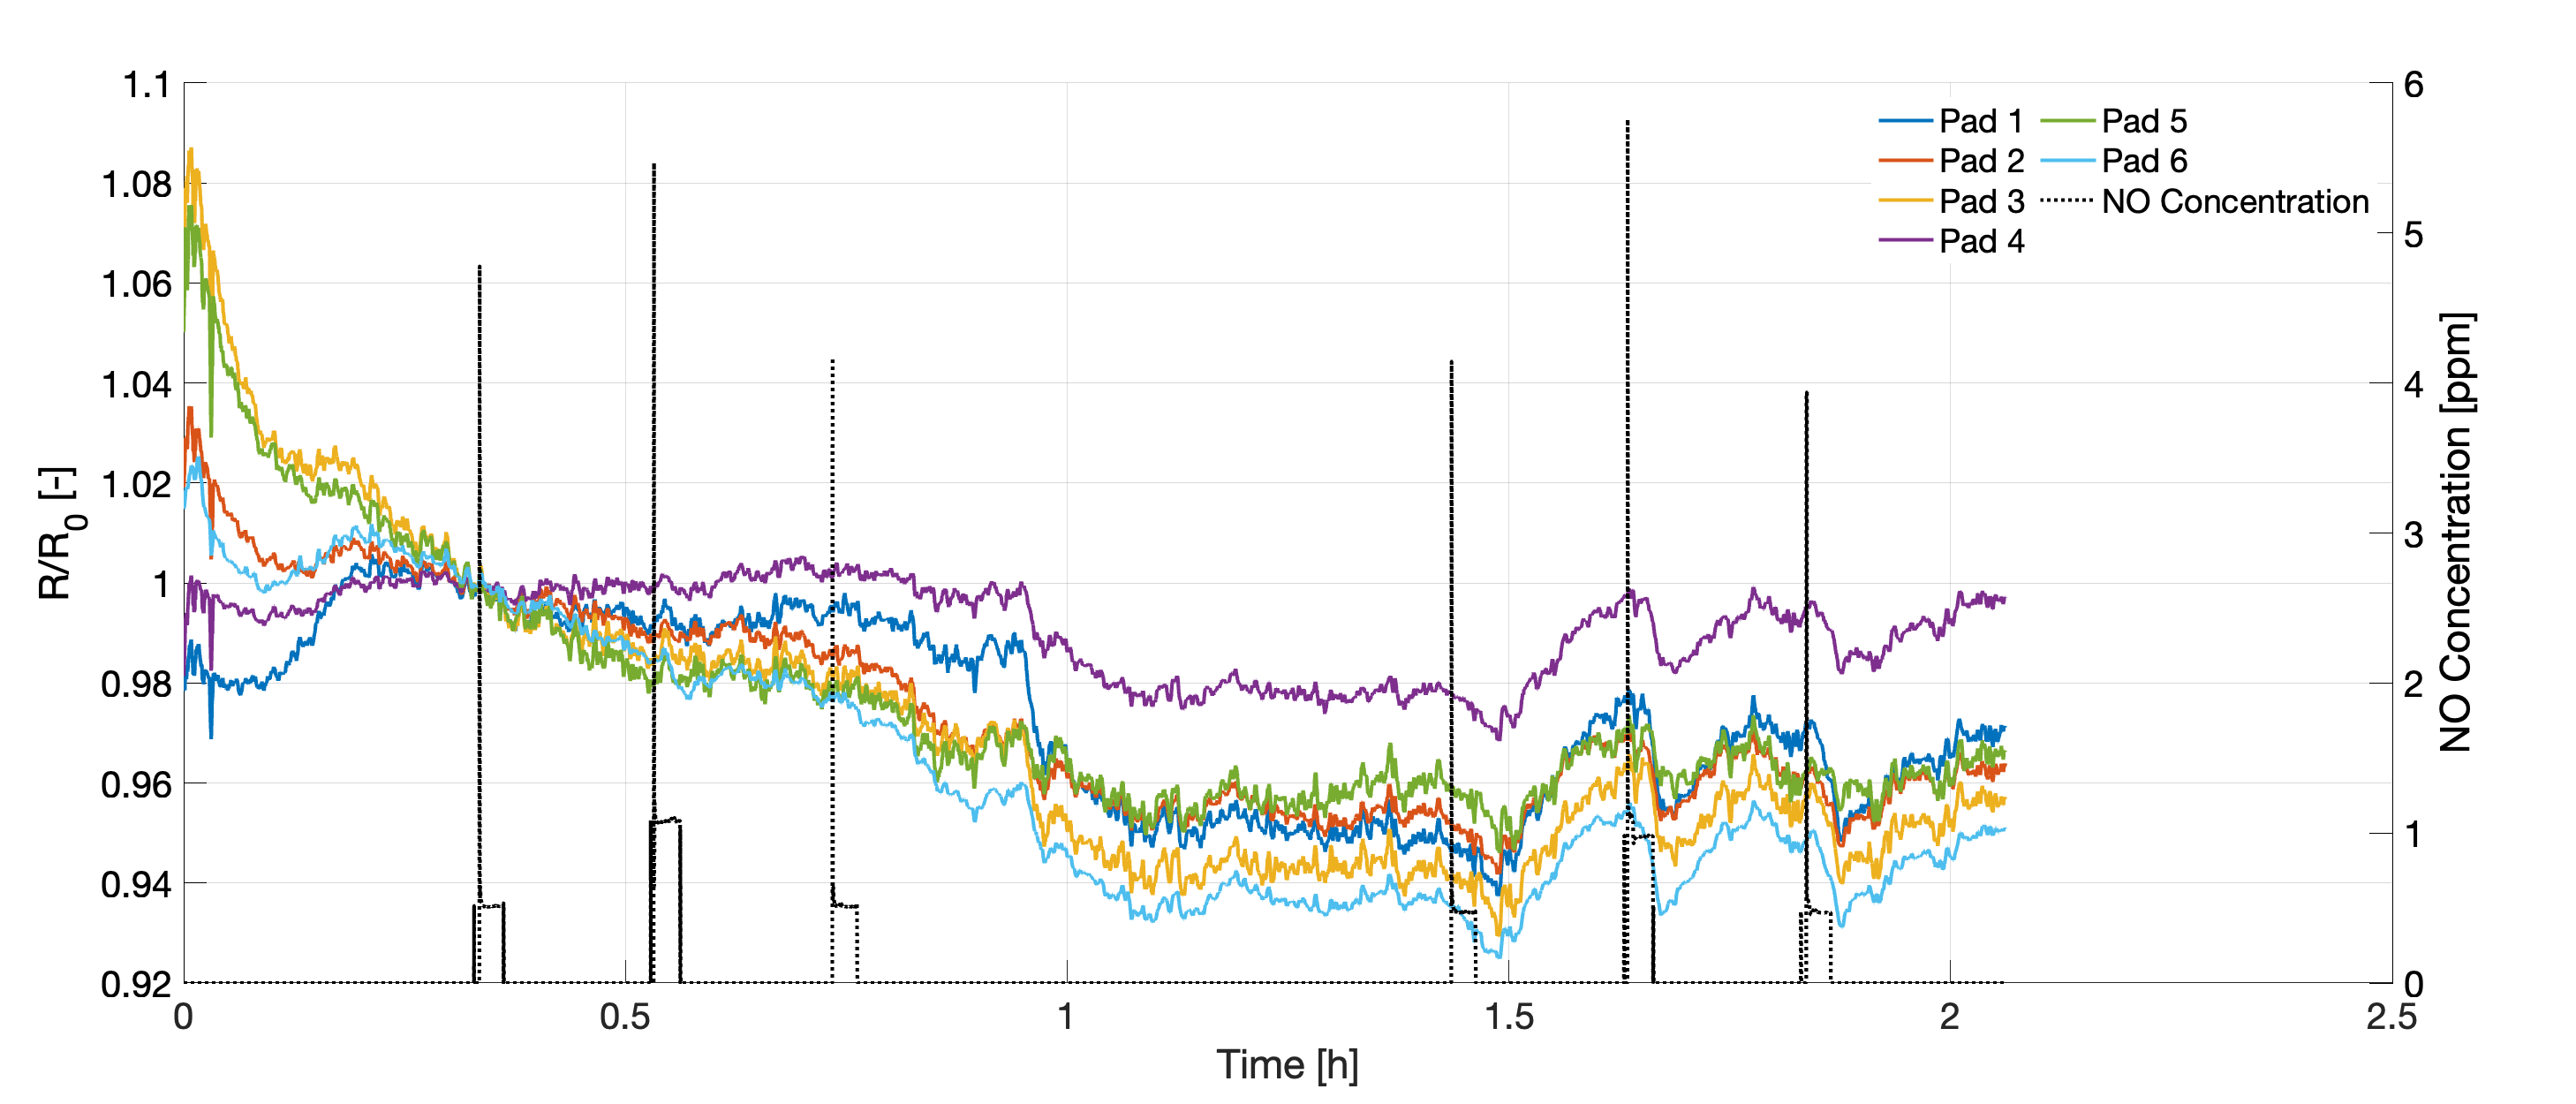 1.1
1.08
1.06
1.04
1.02
1
0.98
0.96
0.94
0.92
R/R0 [-]
0
0.5
1
1.5
2
2.5
Time [h]
6
5
4
3
2
1
0
NO Concentration [ppm]
Pad 1
Pad 2
Pad 3
Pad 4
Pad 5
Pad 6
NO Concentration